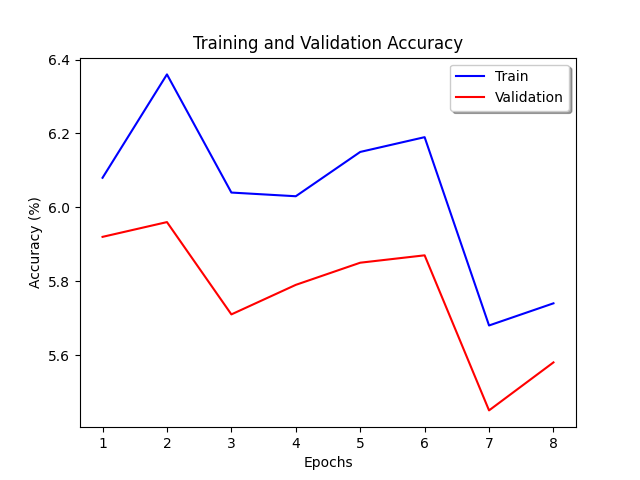 Training and Validation Accuracy
Train
Validation
6.4
6.2
6.0
5.8
5.6
Accuracy (%)
1 2 3 4 5 6 7 8
Epochs